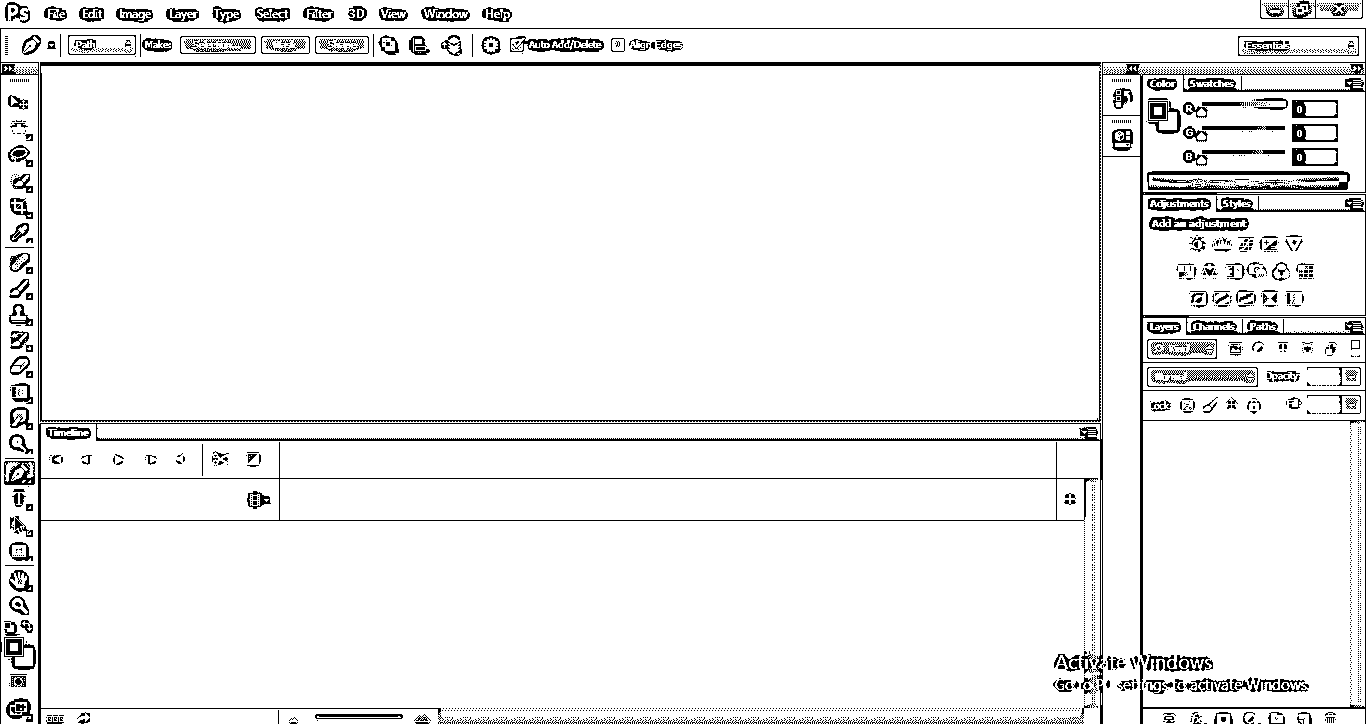 Ps File Edit Image Layer Type Select Filter 3D View Window Help
Path Make: Auto Add/Delete Align Edges Essentials
Color Swatches
R 0
G 0
B 0
Adjustments Styles
Add an adjustment
Layers Channels Paths
Opacity:
Lock:
Timeline
Activate Windows
Go to PC settings to activate Windows.